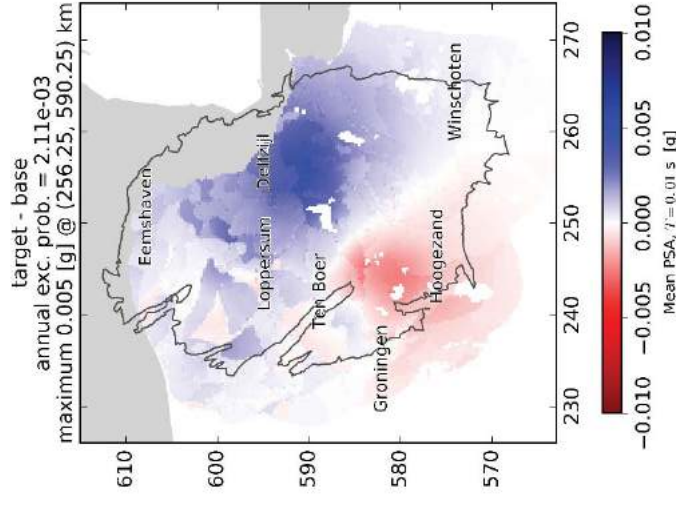 target - base
annual exc. prob. = 2.11e-03
maximum 0.005 [g] @ (256.25, 590.25) km
610
600
590
580
570
230
240
250
260
270
Eemshaven
Delfzijl
Loppersum
Ten Boer
Groningen
Hoogezand
Winschoten
−0.010
−0.005
0.000
0.005
0.010
Mean PSA, T = 0.01 s [g]